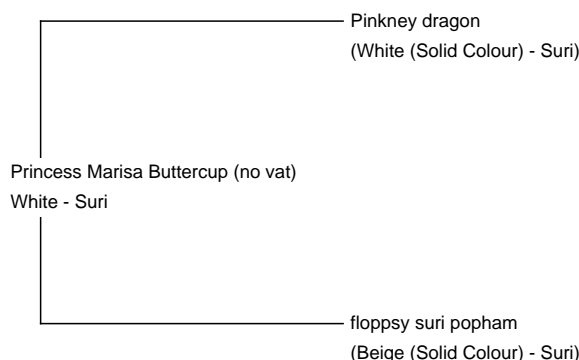 Pinkney dragon
(White (Solid Colour) - Suri)
Princess Marisa Buttercup (no vat)
White - Suri
floppsy suri popham
(Beige (Solid Colour) - Suri)